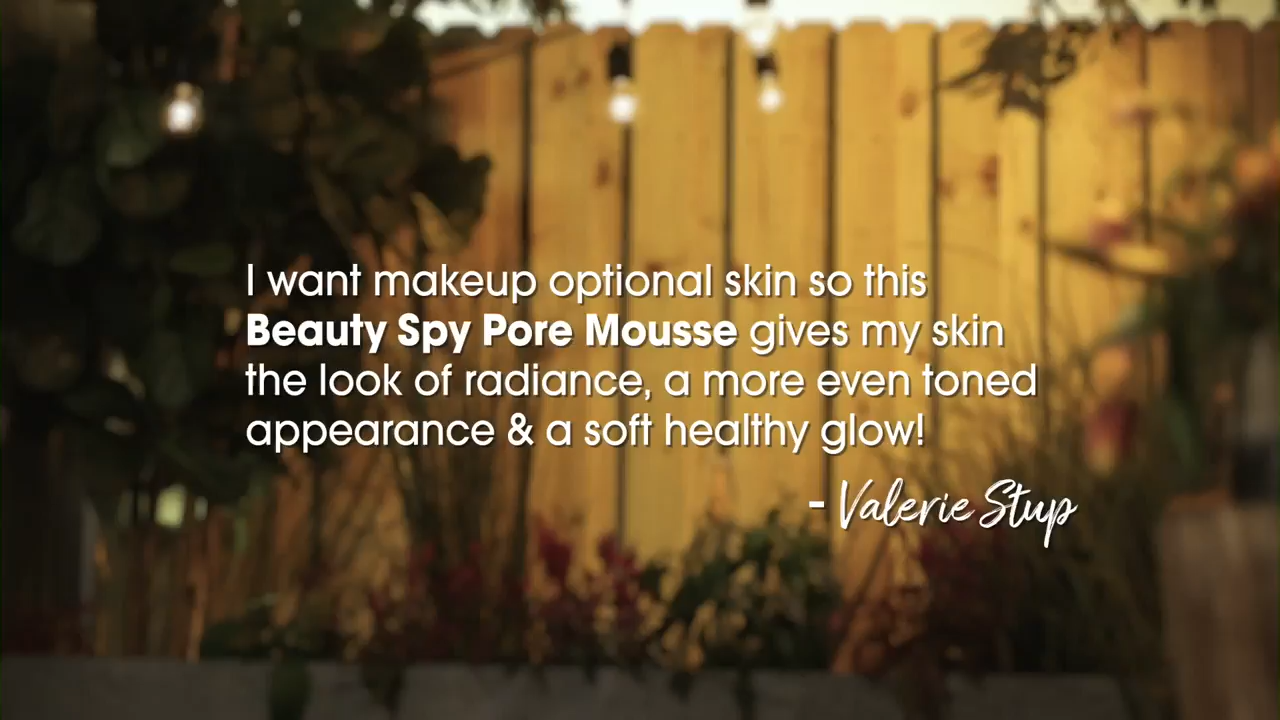 I want makeup optional skin so this
Beauty Spy Pore Mousse gives my skin
the look of radiance, a more even toned
appearance & a soft healthy glow!
- Valerie Stup